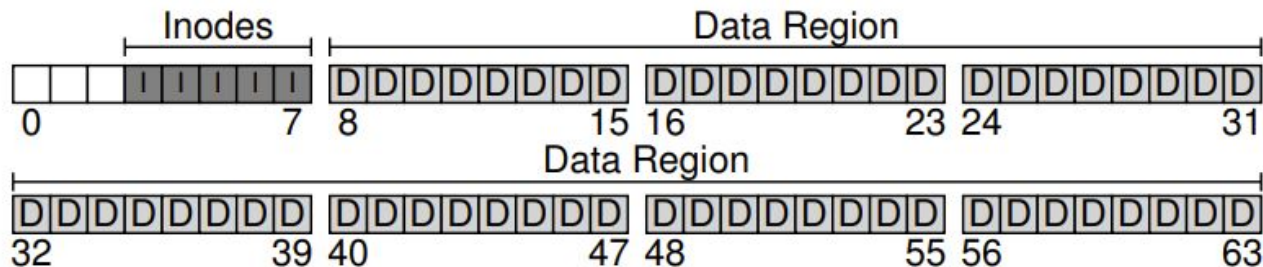 Inodes Data Region
I I I I I D D D D D D D D D D D D D D D D D D D D D D D D
0 7 8 15 16 23 24 31
Data Region
D D D D D D D D D D D D D D D D D D D D D D D D D D D D D D D D
32 39 40 47 48 55 56 63